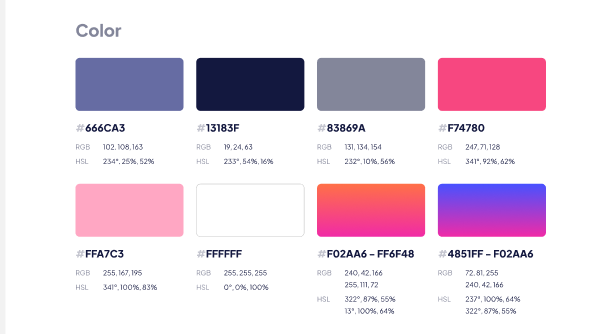 Color
#666CA3 #13183F #83869A #F74780
RGB 102, 108, 163 RGB 19, 24, 63 RGB 131, 134, 154 RGB 247, 71, 128
HSL 234°, 25%, 52% HSL 233°, 54%, 16% HSL 232°, 10%, 56% HSL 341°, 92%, 62%
#FFA7C3 #FFFFFF #F02AA6 – FF6F48 #4851FF – F02AA6
RGB 255, 167, 195 RGB 255, 255, 255 RGB 240, 42, 166 RGB 72, 81, 255
255, 111, 72 240, 42, 166
HSL 341°, 100%, 83% HSL 0°, 0%, 100% HSL 322°, 87%, 55% HSL 237°, 100%, 64%
13°, 100%, 64% 322°, 87%, 55%